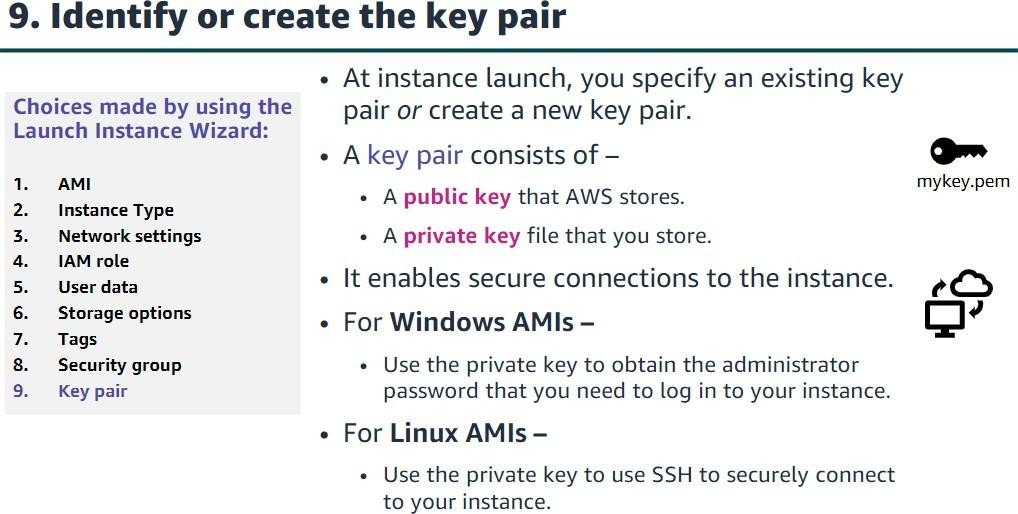 9. Identify or create the key pair
Choices made by using the
Launch Instance Wizard:
1. AMI
2. Instance Type
3. Network settings
4. IAM role
5. User data
6. Storage options
7. Tags
8. Security group
9. Key pair
• At instance launch, you specify an existing key
pair or create a new key pair.
• A key pair consists of –
• A public key that AWS stores.
• A private key file that you store.
• It enables secure connections to the instance.
• For Windows AMIs –
• Use the private key to obtain the administrator
password that you need to log in to your instance.
• For Linux AMIs –
• Use the private key to use SSH to securely connect
to your instance.
mykey.pem